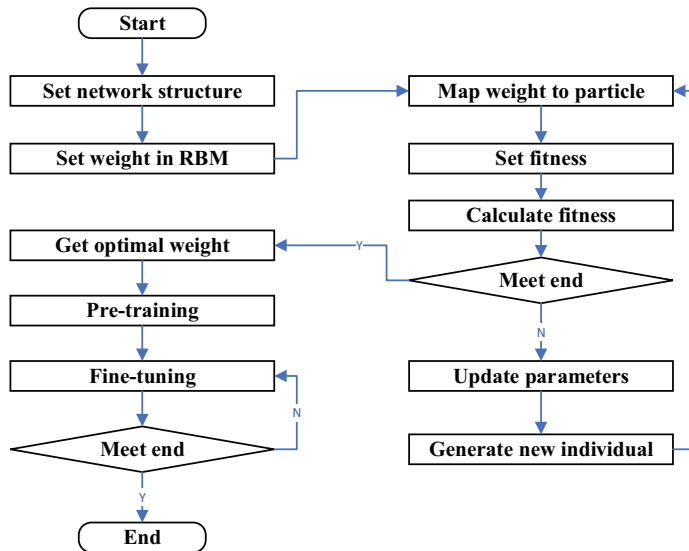 Start
Set network structure
Set weight in RBM
Map weight to particle
Set fitness
Calculate fitness
Meet end
Y
N
Update parameters
Generate new individual
Get optimal weight
Pre-training
Fine-tuning
N
Meet end
Y
End